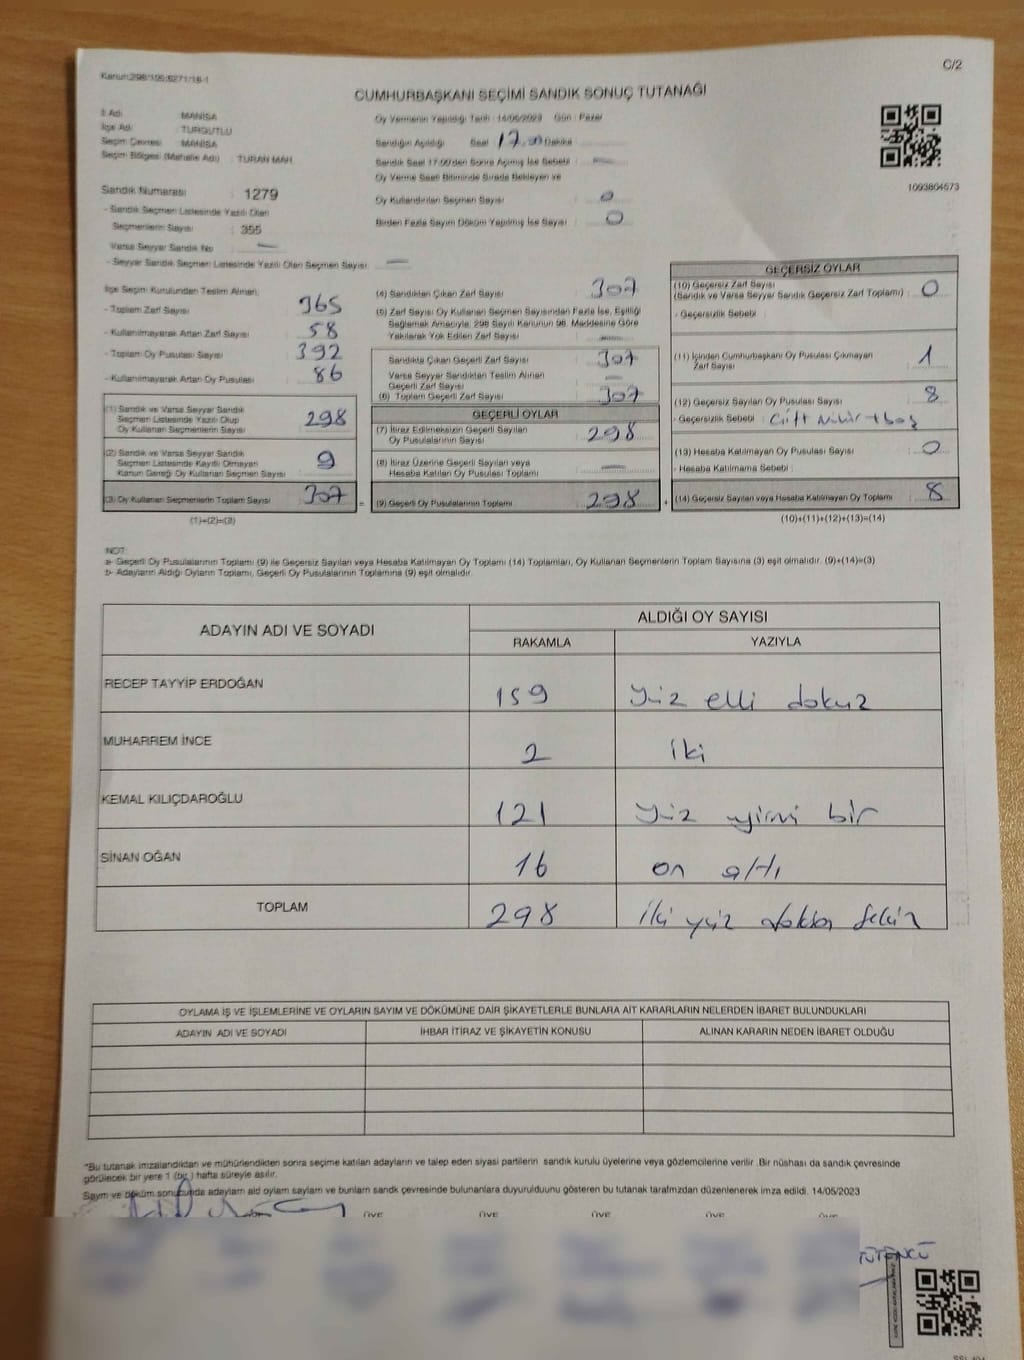 Kanun:298/105;6271/18-1
C/2
CUMHURBAŞKANI SEÇİMİ SANDIK SONUÇ TUTANAĞI
İl Adı : MANİSA
İlçe Adı : TURGUTLU
Seçim Çevresi : MANİSA
Seçim Bölgesi (Mahalle Adı) : TURAN MAH
Sandık Numarası : 1279
- Sandık Seçmen Listesinde Yazılı Olan
Seçmenlerin Sayısı : 355
Varsa Seyyar Sandık No : —
- Seyyar Sandık Seçmen Listesinde Yazılı Olan Seçmen Sayısı : —
Oy Vermenin Yapıldığı Tarih : 14/05/2023 Gün : Pazar
Sandığın Açıldığı Saat 17.00 Dakika
Sandık Saat 17:00'den Sonra Açılmış İse Sebebi : —
Oy Verme Saati Bitiminde Sırada Bekleyen ve
Oy Kullandırılan Seçmen Sayısı : 0
Birden Fazla Sayım Döküm Yapılmış İse Sayısı : 0
1093804573
İlçe Seçim Kurulundan Teslim Alınan;
- Toplam Zarf Sayısı : 365
- Kullanılmayarak Artan Zarf Sayısı : 58
- Toplam Oy Pusulası Sayısı : 392
- Kullanılmayarak Artan Oy Pusulası : 86
(1) Sandık ve Varsa Seyyar Sandık
Seçmen Listesinde Yazılı Olup
Oy Kullanan Seçmenlerin Sayısı : 298
(2) Sandık ve Varsa Seyyar Sandık
Seçmen Listesinde Kayıtlı Olmayan
Kanun Gereği Oy Kullanan Seçmen Sayısı : 9
(3) Oy Kullanan Seçmenlerin Toplam Sayısı : 307
(1)+(2)=(3)
(4) Sandıktan Çıkan Zarf Sayısı : 307
(5) Zarf Sayısı Oy Kullanan Seçmen Sayısından Fazla İse, Eşitliği
Sağlamak Amacıyla; 298 Sayılı Kanunun 98. Maddesine Göre
Yakılarak Yok Edilen Zarf Sayısı : —
Sandıkta Çıkan Geçerli Zarf Sayısı : 307
Varsa Seyyar Sandıktan Teslim Alınan
Geçerli Zarf Sayısı : —
(6) Toplam Geçerli Zarf Sayısı : 307
GEÇERLİ OYLAR
(7) İtiraz Edilmeksizin Geçerli Sayılan
Oy Pusulalarının Sayısı : 298
(8) İtiraz Üzerine Geçerli Sayılan veya
Hesaba Katılan Oy Pusulası Toplamı : —
= (9) Geçerli Oy Pusulalarının Toplamı : 298 +
GEÇERSİZ OYLAR
(10) Geçersiz Zarf Sayısı
(Sandık ve Varsa Seyyar Sandık Geçersiz Zarf Toplamı) : 0
- Geçersizlik Sebebi :
(11) İçinden Cumhurbaşkanı Oy Pusulası Çıkmayan
Zarf Sayısı : 1
(12) Geçersiz Sayılan Oy Pusulası Sayısı : 8
- Geçersizlik Sebebi : Çift Mühür + boş
(13) Hesaba Katılmayan Oy Pusulası Sayısı : 0
- Hesaba Katılmama Sebebi :
(14) Geçersiz Sayılan veya Hesaba Katılmayan Oy Toplamı : 8
(10)+(11)+(12)+(13)=(14)
NOT:
a- Geçerli Oy Pusulalarının Toplamı (9) ile Geçersiz Sayılan veya Hesaba Katılmayan Oy Toplamı (14) Toplamları, Oy Kullanan Seçmenlerin Toplam Sayısına (3) eşit olmalıdır. (9)+(14)=(3)
b- Adayların Aldığı Oyların Toplamı, Geçerli Oy Pusulalarının Toplamına (9) eşit olmalıdır.
ADAYIN ADI VE SOYADI ALDIĞI OY SAYISI
RAKAMLA YAZIYLA
RECEP TAYYİP ERDOĞAN 159 Yüz elli dokuz
MUHARREM İNCE 2 iki
KEMAL KILIÇDAROĞLU 121 Yüz yirmi bir
SİNAN OĞAN 16 on altı
TOPLAM 298 iki yüz doksan sekiz
OYLAMA İŞ VE İŞLEMLERİNE VE OYLARIN SAYIM VE DÖKÜMÜNE DAİR ŞİKAYETLERLE BUNLARA AİT KARARLARIN NELERDEN İBARET BULUNDUKLARI
ADAYIN ADI VE SOYADI İHBAR İTİRAZ VE ŞİKAYETİN KONUSU ALINAN KARARIN NEDEN İBARET OLDUĞU
*Bu tutanak imzalandıktan ve mühürlendikten sonra seçime katılan adayların ve talep eden siyasi partilerin sandık kurulu üyelerine veya gözlemcilerine verilir .Bir nüshası da sandık çevresinde
görülecek bir yere 1 (bir ) hafta süreyle asılır.
Sayım ve döküm sonucunda adayların ald oyların sayların ve bunların sandk çevresinde bulunanlara duyurulduunu gösteren bu tutanak tarafmzdan düzenlenerek imza edildi. 14/05/2023
ÜYE ÜYE ÜYE ÜYE ÜYE
TÜTÜNCÜ